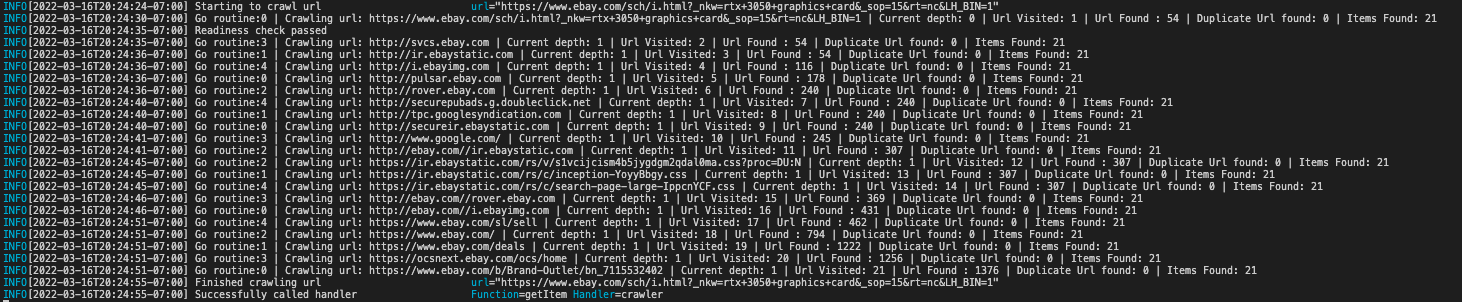 INFO[2022-03-16T20:24:24-07:00] Starting to crawl url url="https://www.ebay.com/sch/i.html?_nkw=rtx+3050+graphics+card&_sop=15&rt=nc&LH_BIN=1"
INFO[2022-03-16T20:24:30-07:00] Go routine:0 | Crawling url: https://www.ebay.com/sch/i.html?_nkw=rtx+3050+graphics+card&_sop=15&rt=nc&LH_BIN=1 | Current depth: 0 | Url Visited: 1 | Url Found : 54 | Duplicate Url found: 0 | Items Found: 21
INFO[2022-03-16T20:24:35-07:00] Readiness check passed
INFO[2022-03-16T20:24:35-07:00] Go routine:3 | Crawling url: http://svcs.ebay.com | Current depth: 1 | Url Visited: 2 | Url Found : 54 | Duplicate Url found: 0 | Items Found: 21
INFO[2022-03-16T20:24:36-07:00] Go routine:1 | Crawling url: http://ir.ebaystatic.com | Current depth: 1 | Url Visited: 3 | Url Found : 54 | Duplicate Url found: 0 | Items Found: 21
INFO[2022-03-16T20:24:36-07:00] Go routine:4 | Crawling url: http://i.ebayimg.com | Current depth: 1 | Url Visited: 4 | Url Found : 116 | Duplicate Url found: 0 | Items Found: 21
INFO[2022-03-16T20:24:36-07:00] Go routine:0 | Crawling url: http://pulsar.ebay.com | Current depth: 1 | Url Visited: 5 | Url Found : 178 | Duplicate Url found: 0 | Items Found: 21
INFO[2022-03-16T20:24:36-07:00] Go routine:2 | Crawling url: http://rover.ebay.com | Current depth: 1 | Url Visited: 6 | Url Found : 240 | Duplicate Url found: 0 | Items Found: 21
INFO[2022-03-16T20:24:40-07:00] Go routine:4 | Crawling url: http://securepubads.g.doubleclick.net | Current depth: 1 | Url Visited: 7 | Url Found : 240 | Duplicate Url found: 0 | Items Found: 21
INFO[2022-03-16T20:24:40-07:00] Go routine:1 | Crawling url: http://tpc.googlesyndication.com | Current depth: 1 | Url Visited: 8 | Url Found : 240 | Duplicate Url found: 0 | Items Found: 21
INFO[2022-03-16T20:24:40-07:00] Go routine:0 | Crawling url: http://secureir.ebaystatic.com | Current depth: 1 | Url Visited: 9 | Url Found : 240 | Duplicate Url found: 0 | Items Found: 21
INFO[2022-03-16T20:24:41-07:00] Go routine:3 | Crawling url: http://www.google.com/ | Current depth: 1 | Url Visited: 10 | Url Found : 245 | Duplicate Url found: 0 | Items Found: 21
INFO[2022-03-16T20:24:41-07:00] Go routine:2 | Crawling url: http://ebay.com//ir.ebaystatic.com | Current depth: 1 | Url Visited: 11 | Url Found : 307 | Duplicate Url found: 0 | Items Found: 21
INFO[2022-03-16T20:24:45-07:00] Go routine:2 | Crawling url: https://ir.ebaystatic.com/rs/v/s1vcijcism4b5jygdgm2qdal0ma.css?proc=DU:N | Current depth: 1 | Url Visited: 12 | Url Found : 307 | Duplicate Url found: 0 | Items Found: 21
INFO[2022-03-16T20:24:45-07:00] Go routine:1 | Crawling url: https://ir.ebaystatic.com/rs/c/inception-YoyyBbgy.css | Current depth: 1 | Url Visited: 13 | Url Found : 307 | Duplicate Url found: 0 | Items Found: 21
INFO[2022-03-16T20:24:45-07:00] Go routine:4 | Crawling url: https://ir.ebaystatic.com/rs/c/search-page-large-IppcnYCF.css | Current depth: 1 | Url Visited: 14 | Url Found : 307 | Duplicate Url found: 0 | Items Found: 21
INFO[2022-03-16T20:24:46-07:00] Go routine:3 | Crawling url: http://ebay.com//rover.ebay.com | Current depth: 1 | Url Visited: 15 | Url Found : 369 | Duplicate Url found: 0 | Items Found: 21
INFO[2022-03-16T20:24:46-07:00] Go routine:0 | Crawling url: http://ebay.com//i.ebayimg.com | Current depth: 1 | Url Visited: 16 | Url Found : 431 | Duplicate Url found: 0 | Items Found: 21
INFO[2022-03-16T20:24:51-07:00] Go routine:4 | Crawling url: https://www.ebay.com/sl/sell | Current depth: 1 | Url Visited: 17 | Url Found : 462 | Duplicate Url found: 0 | Items Found: 21
INFO[2022-03-16T20:24:51-07:00] Go routine:2 | Crawling url: https://www.ebay.com/ | Current depth: 1 | Url Visited: 18 | Url Found : 794 | Duplicate Url found: 0 | Items Found: 21
INFO[2022-03-16T20:24:51-07:00] Go routine:1 | Crawling url: https://www.ebay.com/deals | Current depth: 1 | Url Visited: 19 | Url Found : 1222 | Duplicate Url found: 0 | Items Found: 21
INFO[2022-03-16T20:24:51-07:00] Go routine:3 | Crawling url: https://ocsnext.ebay.com/ocs/home | Current depth: 1 | Url Visited: 20 | Url Found : 1256 | Duplicate Url found: 0 | Items Found: 21
INFO[2022-03-16T20:24:51-07:00] Go routine:0 | Crawling url: https://www.ebay.com/b/Brand-Outlet/bn_7115532402 | Current depth: 1 | Url Visited: 21 | Url Found : 1376 | Duplicate Url found: 0 | Items Found: 21
INFO[2022-03-16T20:24:55-07:00] Finished crawling url url="https://www.ebay.com/sch/i.html?_nkw=rtx+3050+graphics+card&_sop=15&rt=nc&LH_BIN=1"
INFO[2022-03-16T20:24:55-07:00] Successfully called handler Function=getItem Handler=crawler